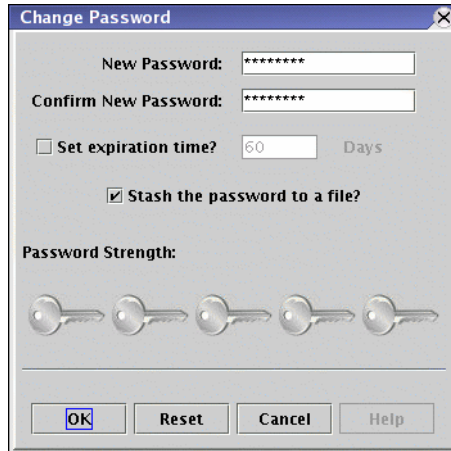 Change Password
New Password: ********
Confirm New Password: ********
Set expiration time? 60 Days
Stash the password to a file?
Password Strength:
OK Reset Cancel Help